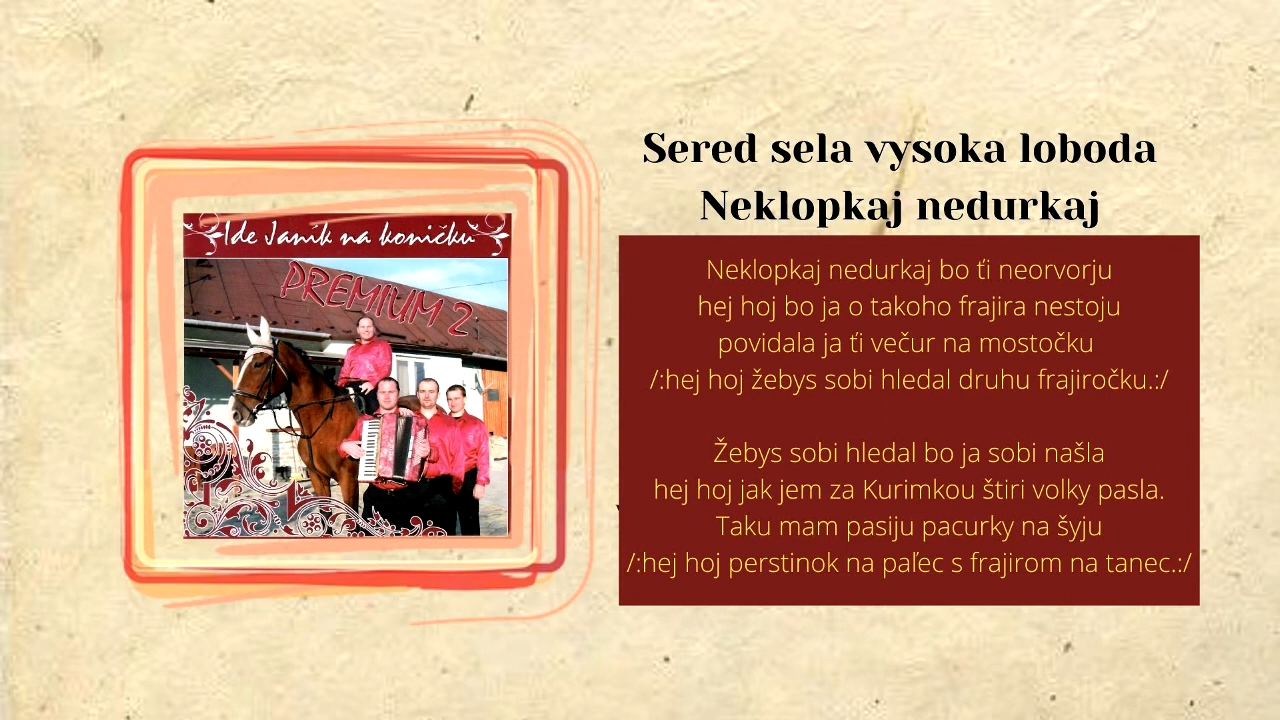 Sered sela vysoka loboda
Neklopkaj nedurkaj
Ide Janík na koničku
PREMIUM 2
Neklopkaj nedurkaj bo ťi neorvorju
hej hoj bo ja o takoho frajira nestoju
povidala ja ťi večur na mostočku
/:hej hoj žebys sobi hledal druhu frajiročku.:/
Žebys sobi hledal bo ja sobi našla
hej hoj jak jem za Kurimkou štiri volky pasla.
Taku mam pasiju pacurky na šyju
/:hej hoj perstinok na paľec s frajirom na tanec.:/